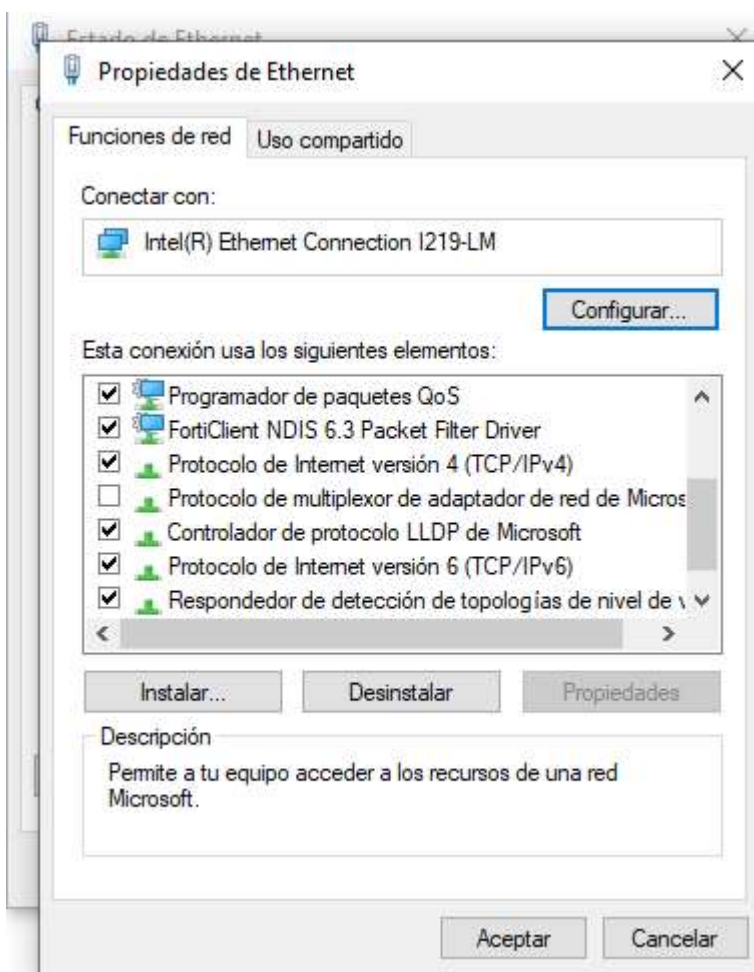 Estado de Ethernet
Propiedades de Ethernet
Funciones de red
Uso compartido
Conectar con:
Intel(R) Ethernet Connection I219-LM
Configurar...
Esta conexión usa los siguientes elementos:
Programador de paquetes QoS
FortiClient NDIS 6.3 Packet Filter Driver
Protocolo de Internet versión 4 (TCP/IPv4)
Protocolo de multiplexor de adaptador de red de Micros
Controlador de protocolo LLDP de Microsoft
Protocolo de Internet versión 6 (TCP/IPv6)
Respondedor de detección de topologías de nivel de v
Instalar...
Desinstalar
Propiedades
Descripción
Permite a tu equipo acceder a los recursos de una red
Microsoft.
Aceptar
Cancelar